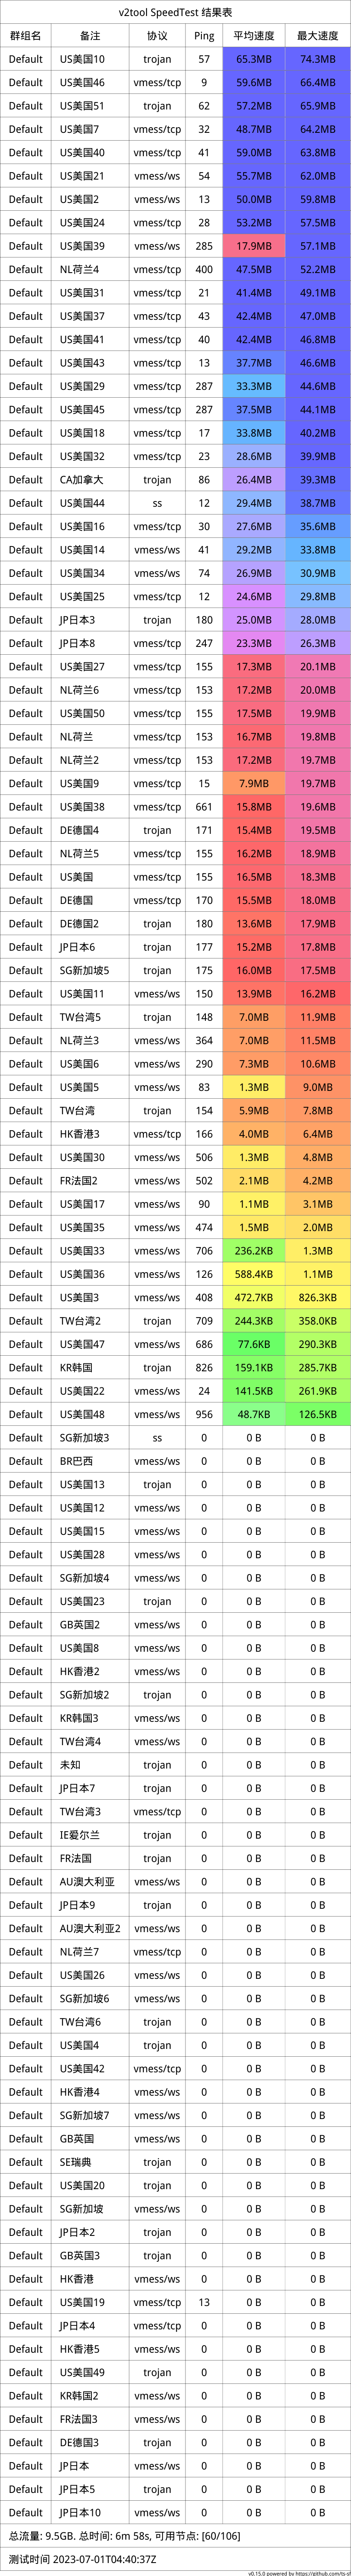 v2tool SpeedTest 结果表
群组名 备注 协议 Ping 平均速度 最大速度
Default US美国10 trojan 57 65.3MB 74.3MB
Default US美国46 vmess/tcp 9 59.6MB 66.4MB
Default US美国51 trojan 62 57.2MB 65.9MB
Default US美国7 vmess/tcp 32 48.7MB 64.2MB
Default US美国40 vmess/tcp 41 59.0MB 63.8MB
Default US美国21 vmess/ws 54 55.7MB 62.0MB
Default US美国2 vmess/ws 13 50.0MB 59.8MB
Default US美国24 vmess/tcp 28 53.2MB 57.5MB
Default US美国39 vmess/ws 285 17.9MB 57.1MB
Default NL荷兰4 vmess/tcp 400 47.5MB 52.2MB
Default US美国31 vmess/tcp 21 41.4MB 49.1MB
Default US美国37 vmess/tcp 43 42.4MB 47.0MB
Default US美国41 vmess/tcp 40 42.4MB 46.8MB
Default US美国43 vmess/tcp 13 37.7MB 46.6MB
Default US美国29 vmess/tcp 287 33.3MB 44.6MB
Default US美国45 vmess/tcp 287 37.5MB 44.1MB
Default US美国18 vmess/tcp 17 33.8MB 40.2MB
Default US美国32 vmess/tcp 23 28.6MB 39.9MB
Default CA加拿大 trojan 86 26.4MB 39.3MB
Default US美国44 ss 12 29.4MB 38.7MB
Default US美国16 vmess/tcp 30 27.6MB 35.6MB
Default US美国14 vmess/ws 41 29.2MB 33.8MB
Default US美国34 vmess/ws 74 26.9MB 30.9MB
Default US美国25 vmess/tcp 12 24.6MB 29.8MB
Default JP日本3 trojan 180 25.0MB 28.0MB
Default JP日本8 vmess/tcp 247 23.3MB 26.3MB
Default US美国27 vmess/tcp 155 17.3MB 20.1MB
Default NL荷兰6 vmess/tcp 153 17.2MB 20.0MB
Default US美国50 vmess/tcp 155 17.5MB 19.9MB
Default NL荷兰 vmess/tcp 153 16.7MB 19.8MB
Default NL荷兰2 vmess/tcp 153 17.2MB 19.7MB
Default US美国9 vmess/tcp 15 7.9MB 19.7MB
Default US美国38 vmess/tcp 661 15.8MB 19.6MB
Default DE德国4 trojan 171 15.4MB 19.5MB
Default NL荷兰5 vmess/tcp 155 16.2MB 18.9MB
Default US美国 vmess/tcp 155 16.5MB 18.3MB
Default DE德国 vmess/tcp 170 15.5MB 18.0MB
Default DE德国2 trojan 180 13.6MB 17.9MB
Default JP日本6 trojan 177 15.2MB 17.8MB
Default SG新加坡5 trojan 175 16.0MB 17.5MB
Default US美国11 vmess/ws 150 13.9MB 16.2MB
Default TW台湾5 trojan 148 7.0MB 11.9MB
Default NL荷兰3 vmess/ws 364 7.0MB 11.5MB
Default US美国6 vmess/ws 290 7.3MB 10.6MB
Default US美国5 vmess/ws 83 1.3MB 9.0MB
Default TW台湾 trojan 154 5.9MB 7.8MB
Default HK香港3 vmess/tcp 166 4.0MB 6.4MB
Default US美国30 vmess/ws 506 1.3MB 4.8MB
Default FR法国2 vmess/ws 502 2.1MB 4.2MB
Default US美国17 vmess/ws 90 1.1MB 3.1MB
Default US美国35 vmess/ws 474 1.5MB 2.0MB
Default US美国33 vmess/ws 706 236.2KB 1.3MB
Default US美国36 vmess/ws 126 588.4KB 1.1MB
Default US美国3 vmess/ws 408 472.7KB 826.3KB
Default TW台湾2 trojan 709 244.3KB 358.0KB
Default US美国47 vmess/ws 686 77.6KB 290.3KB
Default KR韩国 trojan 826 159.1KB 285.7KB
Default US美国22 vmess/ws 24 141.5KB 261.9KB
Default US美国48 vmess/ws 956 48.7KB 126.5KB
Default SG新加坡3 ss 0 0 B 0 B
Default BR巴西 vmess/ws 0 0 B 0 B
Default US美国13 trojan 0 0 B 0 B
Default US美国12 vmess/ws 0 0 B 0 B
Default US美国15 vmess/ws 0 0 B 0 B
Default US美国28 vmess/ws 0 0 B 0 B
Default SG新加坡4 vmess/ws 0 0 B 0 B
Default US美国23 trojan 0 0 B 0 B
Default GB英国2 vmess/ws 0 0 B 0 B
Default US美国8 vmess/ws 0 0 B 0 B
Default HK香港2 vmess/ws 0 0 B 0 B
Default SG新加坡2 trojan 0 0 B 0 B
Default KR韩国3 vmess/ws 0 0 B 0 B
Default TW台湾4 vmess/ws 0 0 B 0 B
Default 未知 trojan 0 0 B 0 B
Default JP日本7 trojan 0 0 B 0 B
Default TW台湾3 vmess/tcp 0 0 B 0 B
Default IE爱尔兰 trojan 0 0 B 0 B
Default FR法国 trojan 0 0 B 0 B
Default AU澳大利亚 vmess/ws 0 0 B 0 B
Default JP日本9 trojan 0 0 B 0 B
Default AU澳大利亚2 vmess/ws 0 0 B 0 B
Default NL荷兰7 vmess/tcp 0 0 B 0 B
Default US美国26 vmess/ws 0 0 B 0 B
Default SG新加坡6 vmess/ws 0 0 B 0 B
Default TW台湾6 trojan 0 0 B 0 B
Default US美国4 trojan 0 0 B 0 B
Default US美国42 vmess/tcp 0 0 B 0 B
Default HK香港4 vmess/ws 0 0 B 0 B
Default SG新加坡7 vmess/ws 0 0 B 0 B
Default GB英国 vmess/ws 0 0 B 0 B
Default SE瑞典 trojan 0 0 B 0 B
Default US美国20 trojan 0 0 B 0 B
Default SG新加坡 vmess/ws 0 0 B 0 B
Default JP日本2 trojan 0 0 B 0 B
Default GB英国3 trojan 0 0 B 0 B
Default HK香港 vmess/ws 0 0 B 0 B
Default US美国19 vmess/tcp 13 0 B 0 B
Default JP日本4 vmess/tcp 0 0 B 0 B
Default HK香港5 vmess/ws 0 0 B 0 B
Default US美国49 trojan 0 0 B 0 B
Default KR韩国2 vmess/ws 0 0 B 0 B
Default FR法国3 vmess/ws 0 0 B 0 B
Default DE德国3 trojan 0 0 B 0 B
Default JP日本 vmess/ws 0 0 B 0 B
Default JP日本5 trojan 0 0 B 0 B
Default JP日本10 vmess/ws 0 0 B 0 B
总流量: 9.5GB. 总时间: 6m 58s, 可用节点: [60/106]
测试时间 2023-07-01T04:40:37Z
v0.15.0 powered by https://github.com/ts-sf